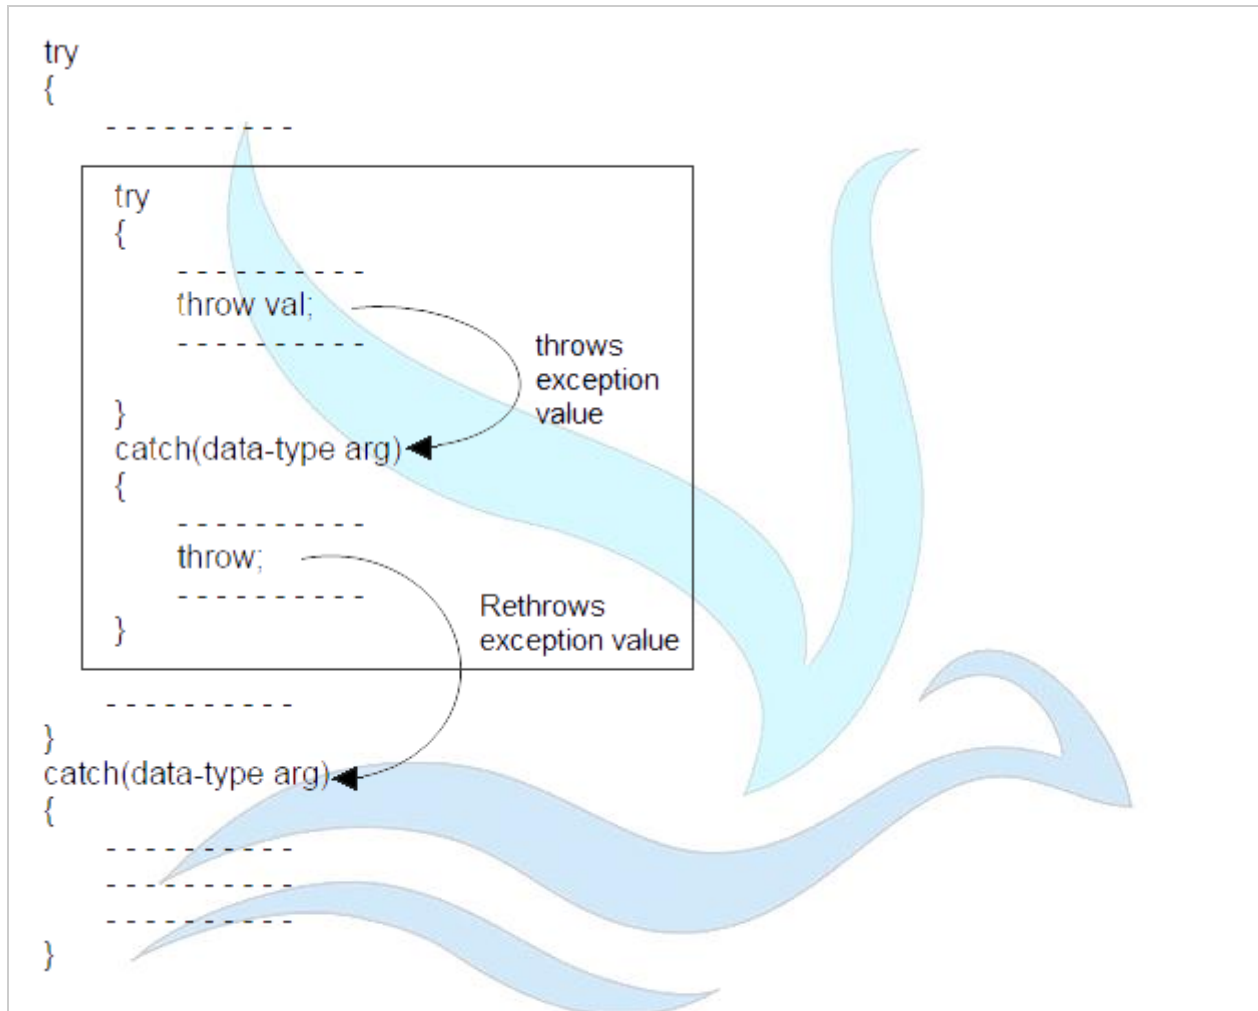 try
{
- - - - - - - - - -
try
{
- - - - - - - - - -
throw val;
- - - - - - - - - -
throws
exception
value
}
catch(data-type arg)
{
- - - - - - - - - -
throw;
- - - - - - - - - -
Rethrows
exception value
}
- - - - - - - - - -
}
catch(data-type arg)
{
- - - - - - - - - -
- - - - - - - - - -
- - - - - - - - - -
}